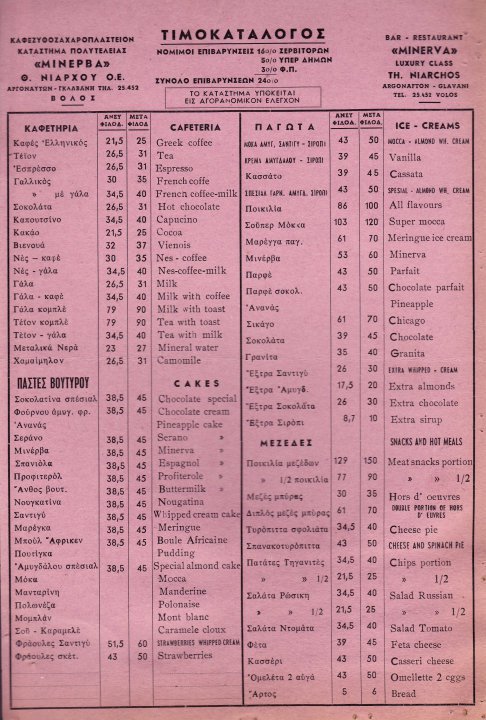 ΚΑΦΕΖΥΘΟΖΑΧΑΡΟΠΛΑΣΤΕΙΟΝ
ΚΑΤΑΣΤΗΜΑ ΠΟΛΥΤΕΛΕΙΑΣ
«ΜΙΝΕΡΒΑ»
Θ. ΝΙΑΡΧΟΥ Ο.Ε.
ΑΡΓΟΝΑΥΤΩΝ - ΓΚΛΑΒΑΝΗ ΤΗΛ. 25.452
ΒΟΛΟΣ
ΤΙΜΟΚΑΤΑΛΟΓΟΣ
ΝΟΜΙΜΟΙ ΕΠΙΒΑΡΥΝΣΕΙΣ 16ο/ο ΣΕΡΒΙΤΟΡΩΝ
5ο/ο ΥΠΕΡ ΔΗΜΩΝ
3ο/ο Φ.Π.
ΣΥΝΟΛΟ ΕΠΙΒΑΡΥΝΣΕΩΝ 24ο/ο
ΤΟ ΚΑΤΑΣΤΗΜΑ ΥΠΟΚΕΙΤΑΙ
ΕΙΣ ΑΓΟΡΑΝΟΜΙΚΟΝ ΕΛΕΓΧΟΝ
BAR - RESTAURANT
«MINERVA»
LUXURY CLASS
TH. NIARCHOS
ARGONAFTON - GLAVANI
TEL. 25.452 VOLOS
ΚΑΦΕΤΗΡΙΑ ΑΝΕΥ ΦΙΛΟΔ. ΜΕΤΑ ΦΙΛΟΔ CAFETERIA
Καφὲς Ἑλληνικὸς 21,5 25 Greek coffee
Τέϊον 26,5 31 Tea
Ἐσπρέσσο 26,5 31 Espresso
Γαλλικὸς 30 35 French coffe
» μὲ γάλα 34,5 40 French coffee-milk
Σοκολάτα 26,5 31 Hot chocolate
Καπουτσίνο 34,5 40 Capucino
Κακάο 21,5 25 Cocoa
Βιενουά 32 37 Vienois
Νὲς - καφὲ 30 35 Nes - coffee
Νὲς - γάλα 34,5 40 Nes-coffee-milk
Γάλα 26,5 31 Milk
Γάλα - καφὲ 34,5 40 Milk with coffee
Γάλα κομπλὲ 79 90 Milk with toast
Τέϊον κομπλὲ 79 90 Tea with toast
Τέϊον - γάλα 34,5 40 Tea with milk
Μεταλικὰ Νερὰ 23 27 Mineral water
Χαμαίμηλον 26,5 31 Camomile
ΠΑΣΤΕΣ ΒΟΥΤΥΡΟΥ CAKES
Σοκολατίνα σπέσιαλ 38,5 45 Chocolate special
Φούρνου ἀμυγ. φρ. 38,5 45 Chocolate cream
Ἀνανάς Pineapple cake
Σεράνο 38,5 45 Serano »
Μινέρβα 38,5 45 Minerva »
Σπανιόλα 38,5 45 Espagnol »
Προφιτερὸλ 38,5 45 Profiterole »
Ἄνθος βουτ. 38,5 45 Buttermilk »
Νουγκατίνα 38,5 45 Nougatina
Σαντιγὺ 38,5 45 Whipped cream cake
Μαρέγκα 38,5 45 Meringue
Μποὺλ Ἀφρικεν 38,5 45 Boule Africaine
Πουτίγκα Pudding
Ἀμυγδάλου σπέσιαλ 38,5 45 Special almond cake
Μόκα Mocca
Μανταρίνη Manderine
Πολωνέζα Polonaise
Μομπλὰν Mont blanc
Σοῦ - Καραμελὲ Caramele cloux
Φράουλες Σαντιγὺ 51,5 60 STRAWBERRIES WHIPPED CREAM
Φράουλες σκέτ. 43 50 Strawberries
ΠΑΓΩΤΑ ΑΝΕΥ ΦΙΛΟΔ. ΜΕΤΑ ΦΙΛΟΔ ICE - CREAMS
ΜΟΚΑ ΑΜΥΓ. ΣΑΝΤΙΓΥ - ΣΙΡΟΠΙ 43 50 MOCCA - ALMOND WH. CREAM
ΚΡΕΜΑ ΑΜΥΓΔΑΛΟΥ - ΣΙΡΟΠΙ 39 45 Vanilla
Κασσάτο 39 45 Cassata
ΣΠΕΣΙΑΛ ΓΑΡΝ. ΑΜΥΓΔ. ΣΙΡΟΠΙ 43 50 SPECIAL - ALMOND WH. CREAM
Ποικιλία 86 100 All flavours
Σοῦπερ Μόκκα 103 120 Super mocca
Μαρέγγα παγ. 61 70 Meringue ice cream
Μινέρβα 53 60 Minerva
Παρφὲ 43 50 Parfait
Παρφὲ σοκολ. 43 50 Chocolate parfait
Ἀνανὰς Pineapple
Σικάγο 61 70 Chicago
Σοκολάτα 39 45 Chocolate
Γρανίτα 35 40 Granita
Ἔξτρα Σαντιγὺ 26 30 EXTRA WHIPPED - CREAM
Ἔξτρα Ἀμυγδ. 17,5 20 Extra almonds
Ἔξτρα Σοκολάτα 26 30 Extra chocolate
Ἔξτρα Σιρόπι 8,7 10 Extra sirup
ΜΕΖΕΔΕΣ SNACKS AND HOT MEALS
Ποικιλία μεζέδων 129 150 Meat snacks portion
» 1/2 ποικιλία 77 90 » » 1/2
Μεζὲς μπύρας 30 35 Hors d' oeuvres
Διπλὸς μεζὲς μπύρας 61 70 DOUBLE PORTION OF HORS D' EUVRES
Τυρόπιττα σφολιάτα 34,5 40 Cheese pie
Σπανακοτυρόπιττα 43 50 CHEESE AND SPINACH PIE
Πατάτες Τηγανιτὲς 34,5 40 Chips portion
» » 1/2 21,5 25 » 1/2
Σαλάτα Ρώσικη 34,5 40 Salad Russian
» » 1/2 21,5 25 » » 1/2
Σαλάτα Ντομάτα 34,5 40 Salad Tomato
Φέτα 39 45 Feta cheese
Κασσέρι 43 50 Casseri cheese
Ὀμελέτα 2 αὐγὰ 43 50 Omellette 2 eggs
Ἄρτος 5 6 Bread